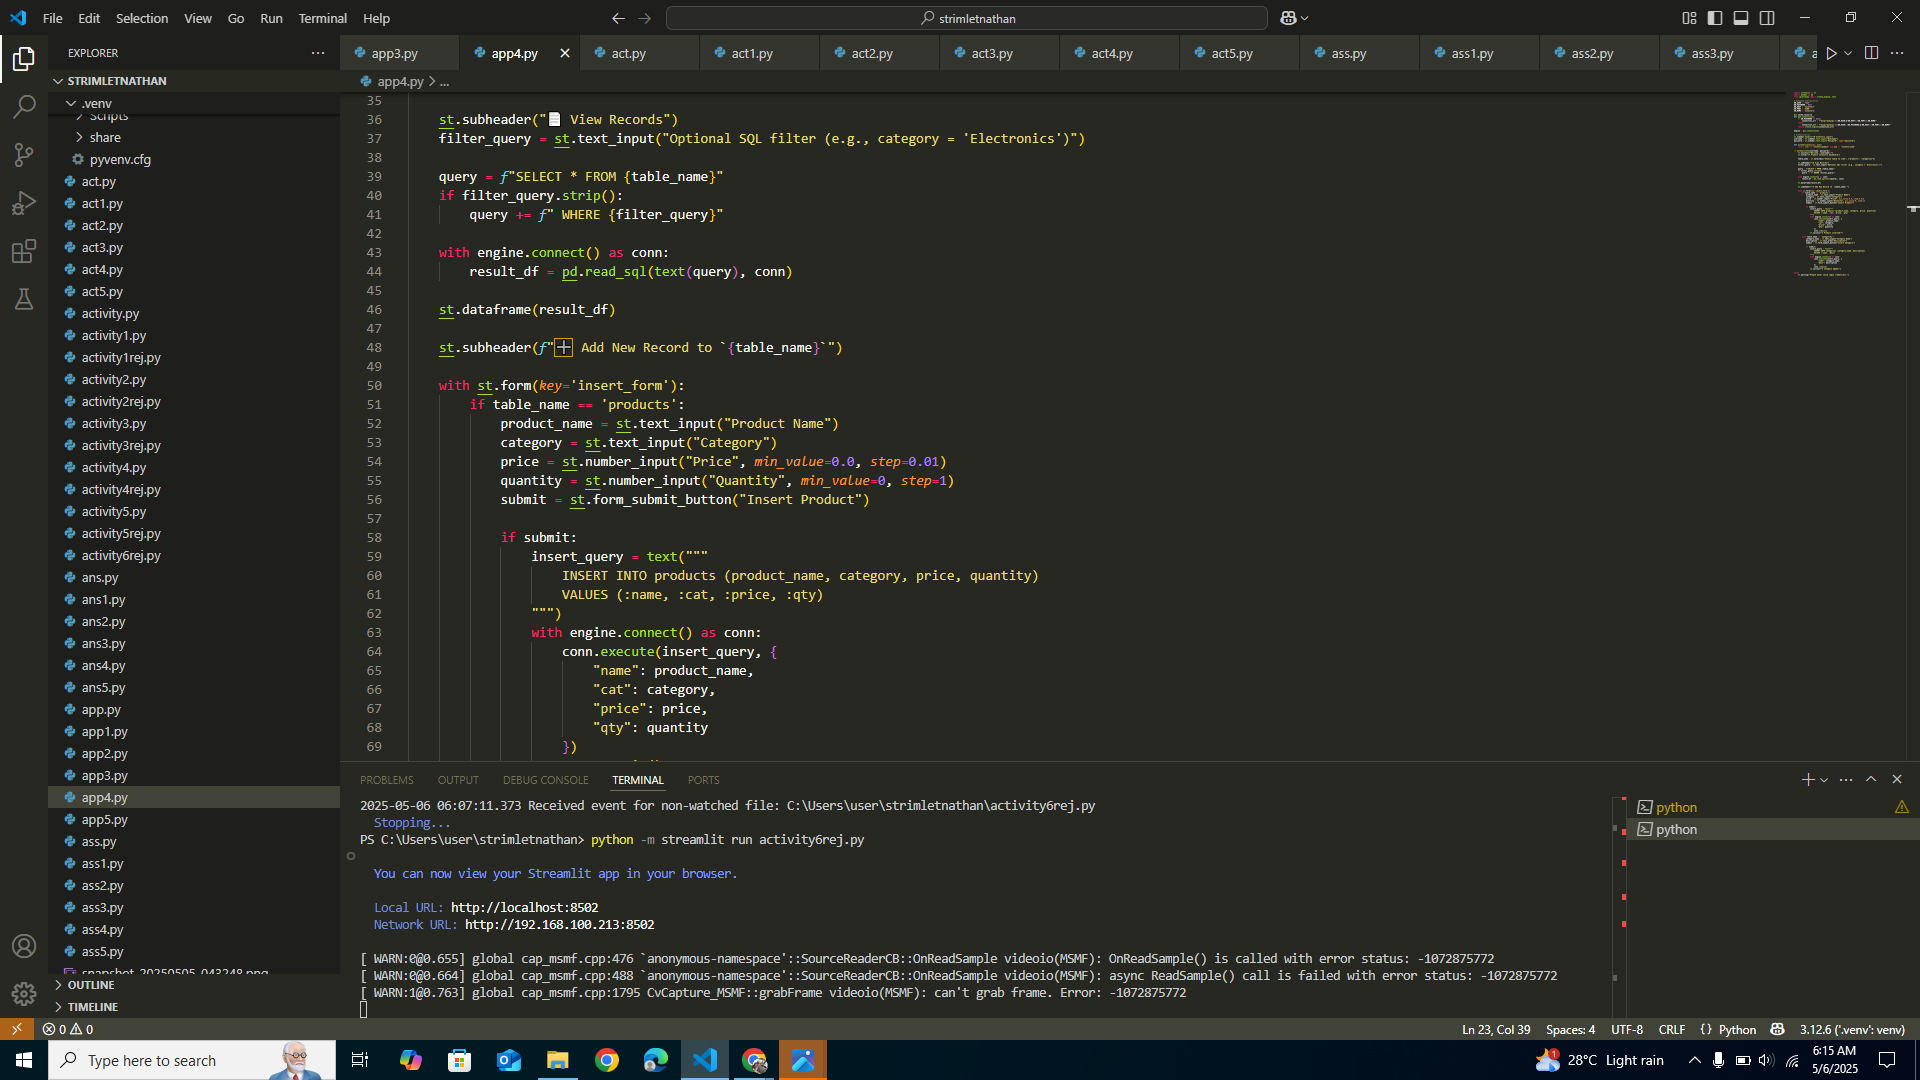 File Edit Selection View Go Run Terminal Help
strimletnathan
EXPLORER
app3.py app4.py act.py act1.py act2.py act3.py act4.py act5.py ass.py ass1.py ass2.py ass3.py a
STRIMLETNATHAN
app4.py > ...
.venv
Scripts
share
pyvenv.cfg
act.py
act1.py
act2.py
act3.py
act4.py
act5.py
activity.py
activity1.py
activity1rej.py
activity2.py
activity2rej.py
activity3.py
activity3rej.py
activity4.py
activity4rej.py
activity5.py
activity5rej.py
activity6rej.py
ans.py
ans1.py
ans2.py
ans3.py
ans4.py
ans5.py
app.py
app1.py
app2.py
app3.py
app4.py
app5.py
ass.py
ass1.py
ass2.py
ass3.py
ass4.py
ass5.py
snapshot_20250505_043248.png
OUTLINE
TIMELINE
35
36 st.subheader("📄 View Records")
37 filter_query = st.text_input("Optional SQL filter (e.g., category = 'Electronics')")
38
39 query = f"SELECT * FROM {table_name}"
40 if filter_query.strip():
41 query += f" WHERE {filter_query}"
42
43 with engine.connect() as conn:
44 result_df = pd.read_sql(text(query), conn)
45
46 st.dataframe(result_df)
47
48 st.subheader(f"➕ Add New Record to `{table_name}`")
49
50 with st.form(key='insert_form'):
51 if table_name == 'products':
52 product_name = st.text_input("Product Name")
53 category = st.text_input("Category")
54 price = st.number_input("Price", min_value=0.0, step=0.01)
55 quantity = st.number_input("Quantity", min_value=0, step=1)
56 submit = st.form_submit_button("Insert Product")
57
58 if submit:
59 insert_query = text("""
60 INSERT INTO products (product_name, category, price, quantity)
61 VALUES (:name, :cat, :price, :qty)
62 """)
63 with engine.connect() as conn:
64 conn.execute(insert_query, {
65 "name": product_name,
66 "cat": category,
67 "price": price,
68 "qty": quantity
69 })
PROBLEMS OUTPUT DEBUG CONSOLE TERMINAL PORTS
2025-05-06 06:07:11.373 Received event for non-watched file: C:\Users\user\strimletnathan\activity6rej.py
Stopping...
PS C:\Users\user\strimletnathan> python -m streamlit run activity6rej.py
You can now view your Streamlit app in your browser.
Local URL: http://localhost:8502
Network URL: http://192.168.100.213:8502
[ WARN:0@0.655] global cap_msmf.cpp:476 `anonymous-namespace'::SourceReaderCB::OnReadSample videoio(MSMF): OnReadSample() is called with error status: -1072875772
[ WARN:0@0.664] global cap_msmf.cpp:488 `anonymous-namespace'::SourceReaderCB::OnReadSample videoio(MSMF): async ReadSample() call is failed with error status: -1072875772
[ WARN:1@0.763] global cap_msmf.cpp:1795 CvCapture_MSMF::grabFrame videoio(MSMF): can't grab frame. Error: -1072875772
python
python
0 0
Ln 23, Col 39 Spaces: 4 UTF-8 CRLF {} Python 3.12.6 ('.venv': venv)
Type here to search
1
28°C Light rain
6:15 AM
5/6/2025